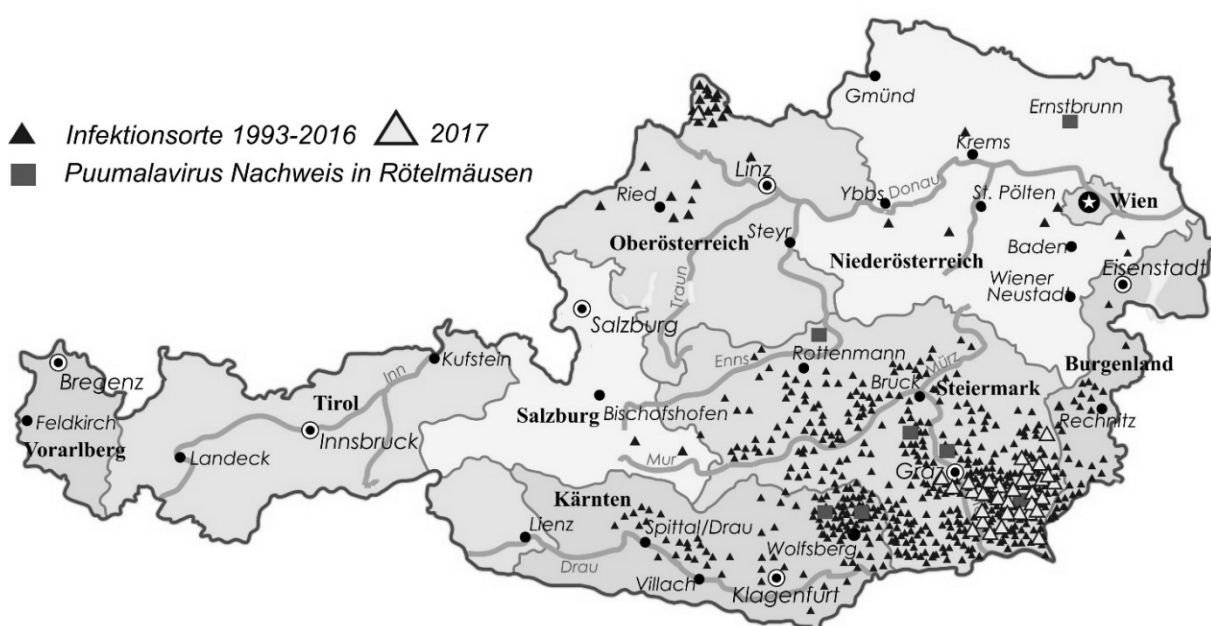 Infektionsorte 1993-2016 2017
Puumalavirus Nachweis in Rötelmäusen
Gmünd
Ernstbrunn
Krems
Linz
Ybbs
Donau
St. Pölten
Wien
Ried
Steyr
Oberösterreich
Niederösterreich
Baden
Eisenstadt
Traun
Wiener
Neustadt
Salzburg
Kufstein
Enns
Rottenmann
Mürz
Burgenland
Bregenz
Inn
Bruck
Steiermark
Tirol
Salzburg
Bischofshofen
Rechnitz
Feldkirch
Innsbruck
Vorarlberg
Landeck
Mur
Gra
Kärnten
Lienz
Spittal/Drau
Wolfsberg
Drau
Villach
Klagenfurt